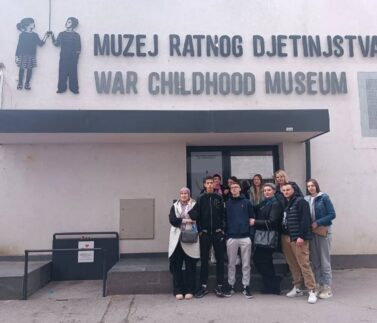 MUZEJ RATNOG DJETINJSTVA
WAR CHILDHOOD MUSEUM